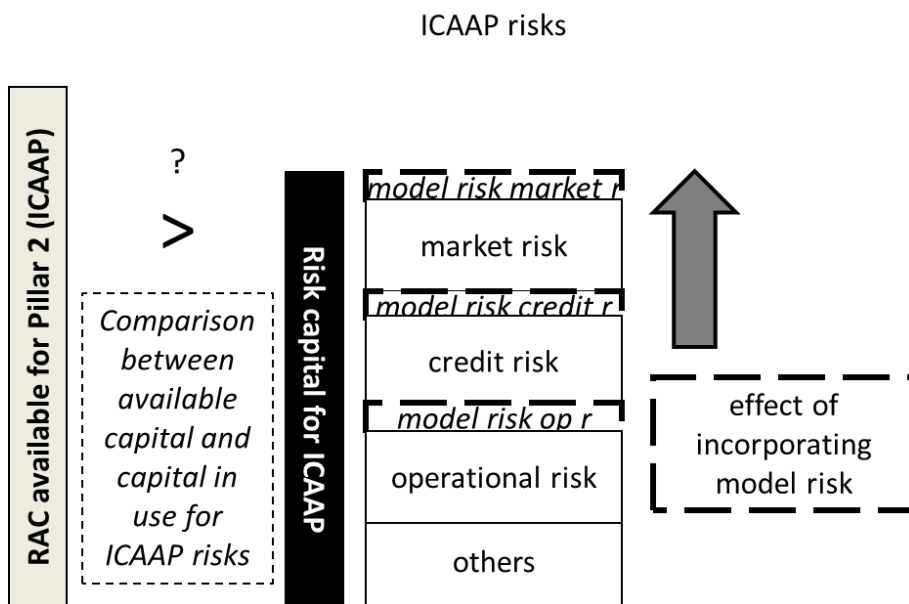 ICAAP risks
RAC available for Pillar 2 (ICAAP)
?
>
Comparison
between
available
capital and
capital in
use for
ICAAP risks
Risk capital for ICAAP
model risk market r
market risk
model risk credit r
credit risk
model risk op r
operational risk
others
effect of
incorporating
model risk